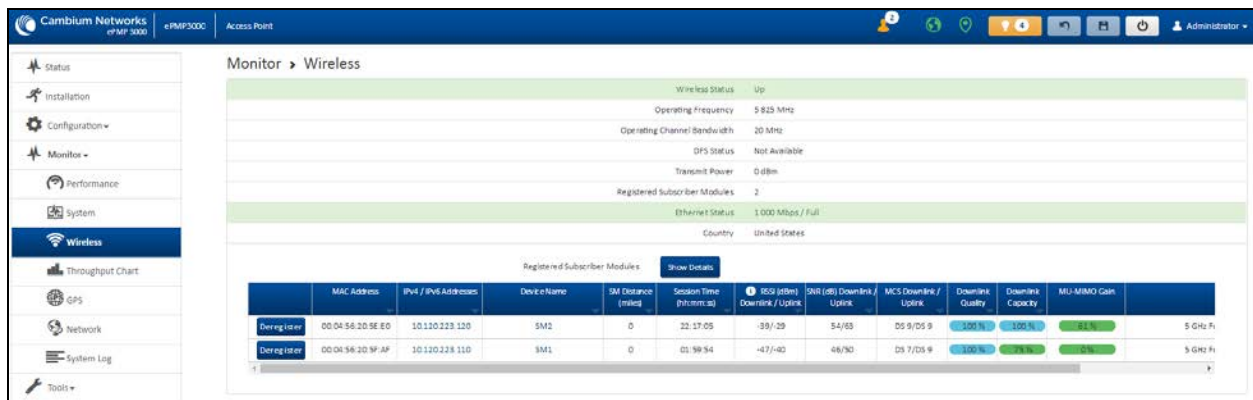 Cambium Networks
ePMP 3000
ePMP3000
Access Point
2
4
Administrator
Status
Installation
Configuration
Monitor
Performance
System
Wireless
Throughput Chart
GPS
Network
System Log
Tools
Monitor > Wireless
Wireless Status Up
Operating Frequency 5 825 MHz
Operating Channel Bandwidth 20 MHz
DFS Status Not Available
Transmit Power 0 dBm
Registered Subscriber Modules 2
Ethernet Status 1 000 Mbps / Full
Country United States
Registered Subscriber Modules Show Details
MAC Address IPv4 / IPv6 Addresses Device Name SM Distance (miles) Session Time (hh:mm:ss) RSSI (dBm) Downlink / Uplink SNR (dB) Downlink / Uplink MCS Downlink / Uplink Downlink Quality Downlink Capacity MU-MIMO Gain
Deregister 00:04:56:20:5E:E0 10.120.223.120 SM2 0 22:17:05 -39/-29 54/63 DS 9/DS 9 100 % 100 % 61 % 5 GHz
Deregister 00:04:56:20:5F:AF 10.120.223.110 SM1 0 01:59:54 -47/-40 46/50 DS 7/DS 9 100 % 0% 5 GHz